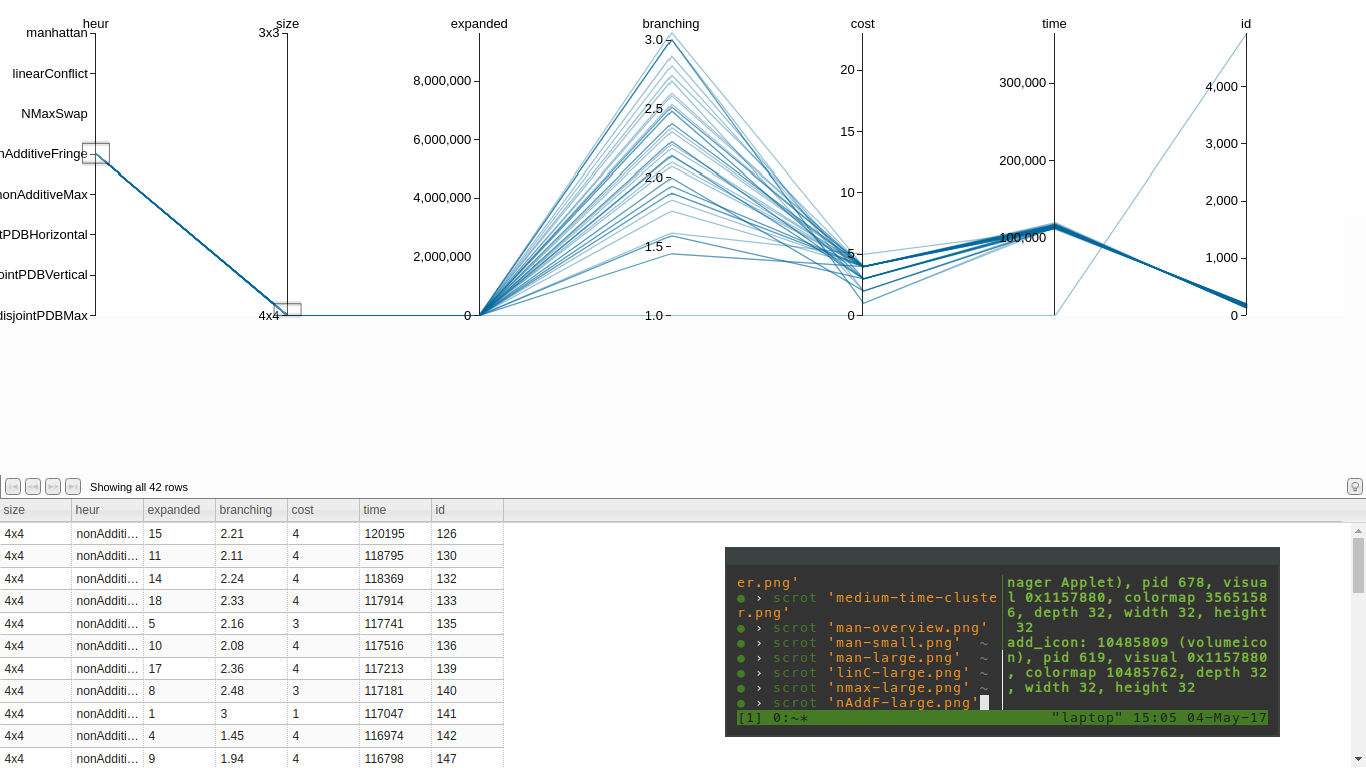 heur size expanded branching cost time id
manhattan
linearConflict
NMaxSwap
nAdditiveFringe
nonAdditiveMax
tPDBHorizontal
ointPDBVertical
disjointPDBMax
3x3
4x4
8,000,000
6,000,000
4,000,000
2,000,000
0
3.0
2.5
2.0
1.5
1.0
20
15
10
5
0
300,000
200,000
100,000
4,000
3,000
2,000
1,000
0
Showing all 42 rows
size heur expanded branching cost time id
4x4 nonAdditi... 15 2.21 4 120195 126
4x4 nonAdditi... 11 2.11 4 118795 130
4x4 nonAdditi... 14 2.24 4 118369 132
4x4 nonAdditi... 18 2.33 4 117914 133
4x4 nonAdditi... 5 2.16 3 117741 135
4x4 nonAdditi... 10 2.08 4 117516 136
4x4 nonAdditi... 17 2.36 4 117213 139
4x4 nonAdditi... 8 2.48 3 117181 140
4x4 nonAdditi... 1 3 1 117047 141
4x4 nonAdditi... 4 1.45 4 116974 142
4x4 nonAdditi... 9 1.94 4 116798 147
er.png'
● › scrot 'medium-time-cluste
r.png'
● › scrot 'man-overview.png'
● › scrot 'man-small.png' ~
● › scrot 'man-large.png' ~
● › scrot 'linC-large.png' ~
● › scrot 'nmax-large.png' ~
● › scrot 'nAddF-large.png'
nager Applet), pid 678, visua
l 0x1157880, colormap 3565158
6, depth 32, width 32, height
32
add_icon: 10485809 (volumeico
n), pid 619, visual 0x1157880
, colormap 10485762, depth 32
, width 32, height 32
[1] 0:~* "laptop" 15:05 04-May-17